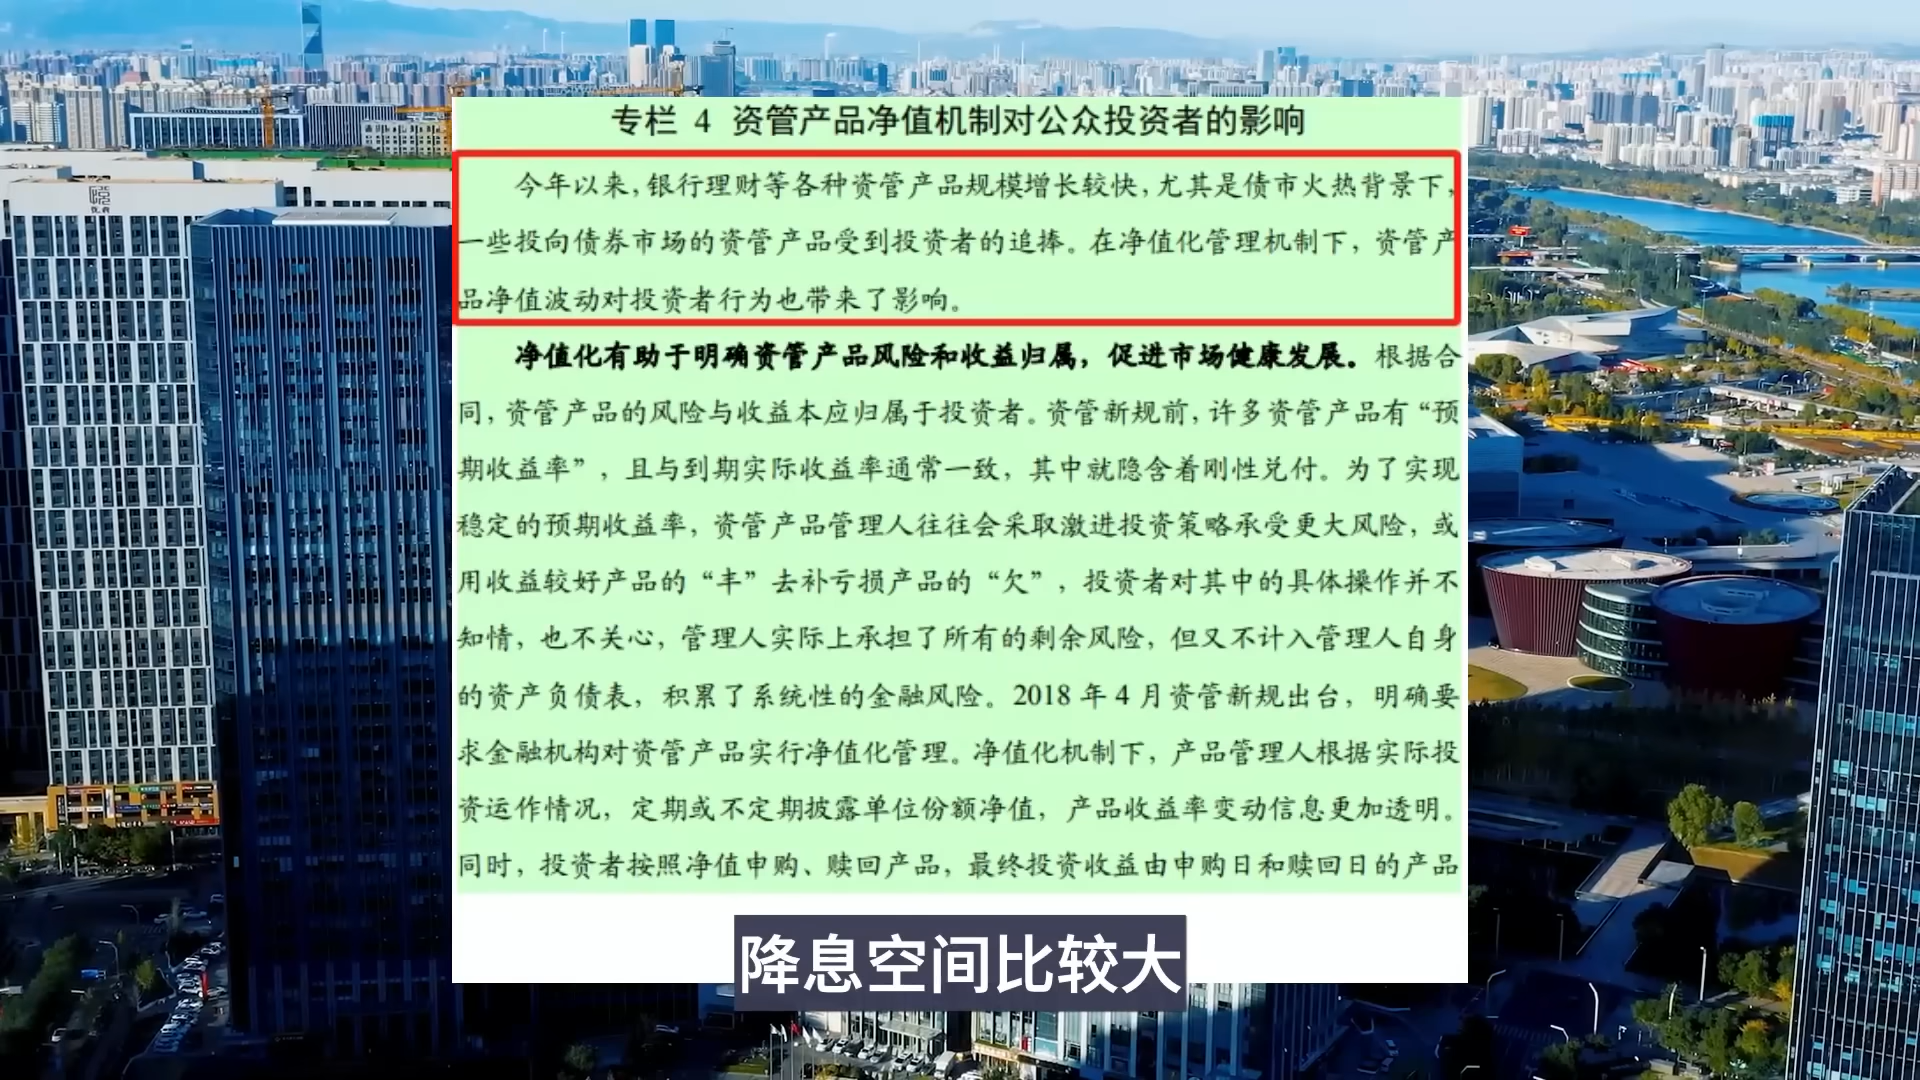 专栏 4 资管产品净值机制对公众投资者的影响
今年以来，银行理财等各种资管产品规模增长较快，尤其是债市火热背景下，
一些投向债券市场的资管产品受到投资者的追捧。在净值化管理机制下，资管产
品净值波动对投资者行为也带来了影响。
净值化有助于明确资管产品风险和收益归属，促进市场健康发展。根据合
同，资管产品的风险与收益本应归属于投资者。资管新规前，许多资管产品有“预
期收益率”，且与到期实际收益率通常一致，其中就隐含着刚性兑付。为了实现
稳定的预期收益率，资管产品管理人往往会采取激进投资策略承受更大风险，或
用收益较好产品的“丰”去补亏损产品的“欠”，投资者对其中的具体操作并不
知情，也不关心，管理人实际上承担了所有的剩余风险，但又不计入管理人自身
的资产负债表，积累了系统性的金融风险。2018 年 4 月资管新规出台，明确要
求金融机构对资管产品实行净值化管理。净值化机制下，产品管理人根据实际投
资运作情况，定期或不定期披露单位份额净值，产品收益率变动信息更加透明。
同时，投资者按照净值申购、赎回产品，最终投资收益由申购日和赎回日的产品
降息空间比较大